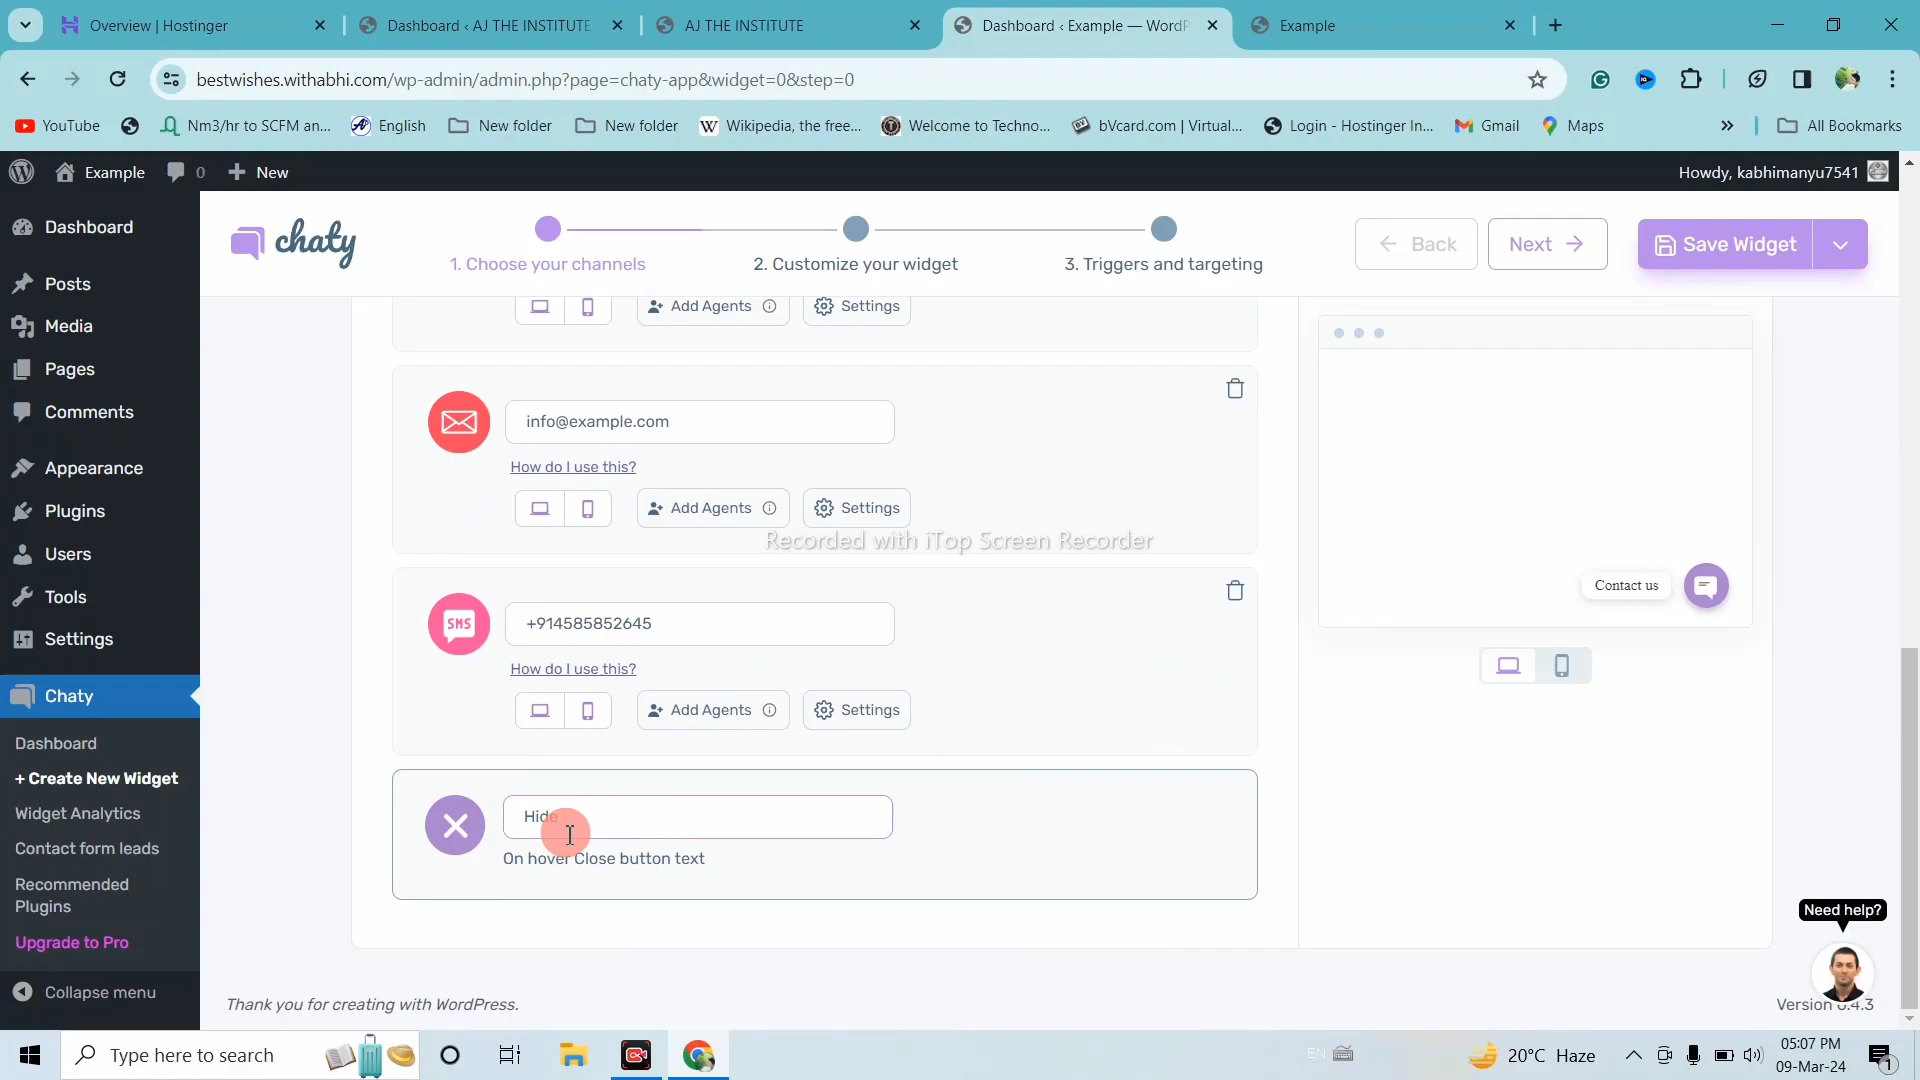 Overview | Hostinger
Dashboard ‹ AJ THE INSTITUTE
AJ THE INSTITUTE
Dashboard ‹ Example — WordP
Example
bestwishes.withabhi.com/wp-admin/admin.php?page=chaty-app&widget=0&step=0
YouTube
Nm3/hr to SCFM an...
English
New folder
New folder
Wikipedia, the free...
Welcome to Techno...
bVcard.com | Virtual...
Login - Hostinger In...
Gmail
Maps
All Bookmarks
Example
0
New
Howdy, kabhimanyu7541
Dashboard
Posts
Media
Pages
Comments
Appearance
Plugins
Users
Tools
Settings
Chaty
Dashboard
+ Create New Widget
Widget Analytics
Contact form leads
Recommended
Plugins
Upgrade to Pro
Collapse menu
chaty
1. Choose your channels
2. Customize your widget
3. Triggers and targeting
Back
Next
Save Widget
Add Agents
Settings
info@example.com
How do I use this?
Add Agents
Settings
Recorded with iTop Screen Recorder
SMS
+914585852645
How do I use this?
Add Agents
Settings
Hide
On hover Close button text
Contact us
Need help?
Thank you for creating with WordPress.
Version 6.4.3
Type here to search
EN
20°C Haze
05:07 PM
09-Mar-24
1